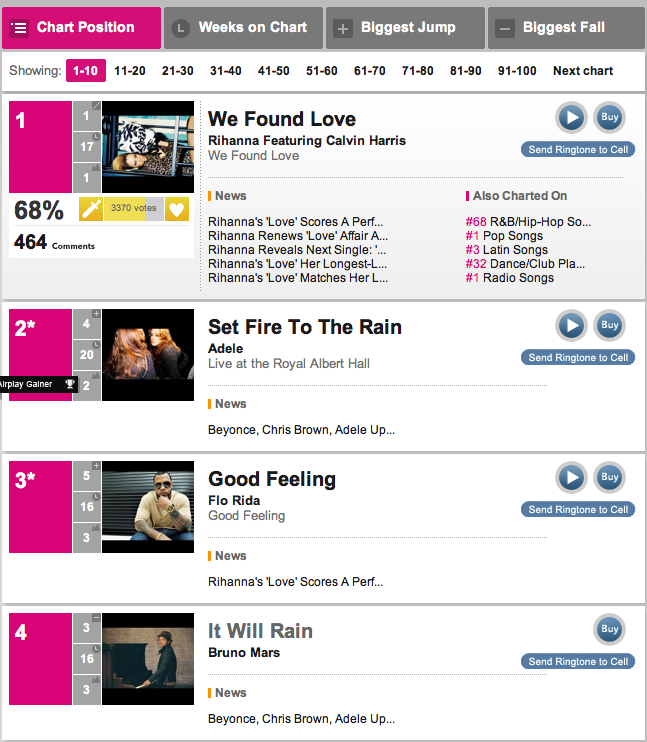 Chart Position
L Weeks on Chart
+ Biggest Jump
− Biggest Fall
Showing: 1-10 11-20 21-30 31-40 41-50 51-60 61-70 71-80 81-90 91-100 Next chart
1
1
17
1
We Found Love
Rihanna Featuring Calvin Harris
We Found Love
Buy
Send Ringtone to Cell
68%
3370 votes
464 Comments
News
Rihanna's 'Love' Scores A Perf...
Rihanna Renews 'Love' Affair A...
Rihanna Reveals Next Single: '...
Rihanna's 'Love' Her Longest-L...
Rihanna's 'Love' Matches Her L...
Also Charted On
#68 R&B/Hip-Hop So...
#1 Pop Songs
#3 Latin Songs
#32 Dance/Club Pla...
#1 Radio Songs
2*
4
20
2
Airplay Gainer
Set Fire To The Rain
Adele
Live at the Royal Albert Hall
Buy
Send Ringtone to Cell
News
Beyonce, Chris Brown, Adele Up...
3*
5
16
3
Good Feeling
Flo Rida
Good Feeling
Buy
Send Ringtone to Cell
News
Rihanna's 'Love' Scores A Perf...
4
3
16
3
It Will Rain
Bruno Mars
Buy
Send Ringtone to Cell
News
Beyonce, Chris Brown, Adele Up...